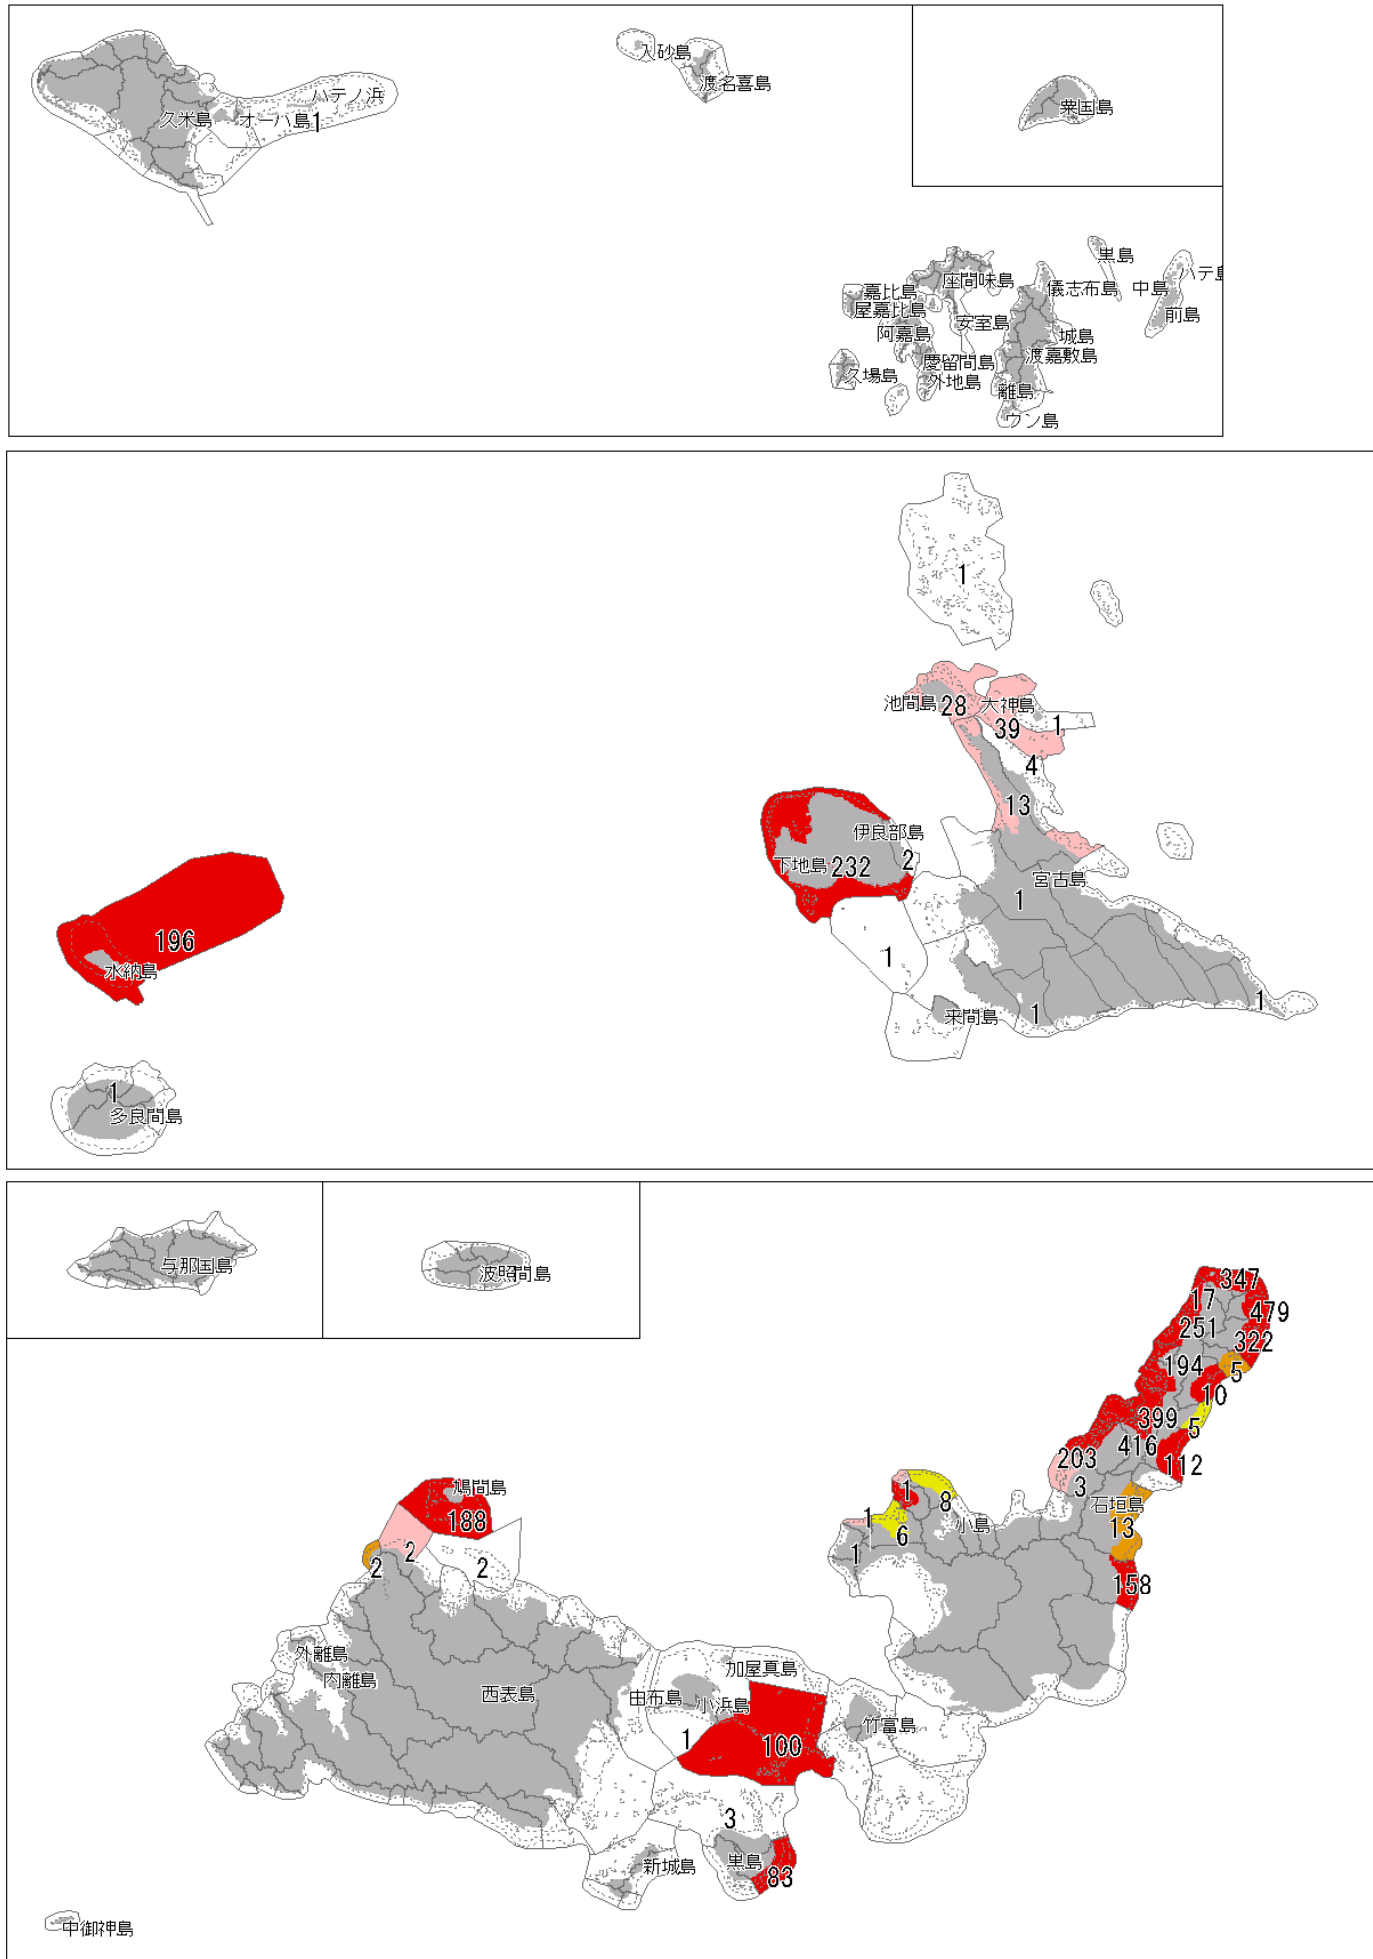 入砂島
渡名喜島
ハテノ浜
久米島
オーハ島
1
粟国島
黒島
ハテ島
座間味島
儀志布島
中島
嘉比島
屋嘉比島
安室島
前島
阿嘉島
城島
渡嘉敷島
慶留間島
久場島
外地島
離島
ウン島
1
池間島
28
大神島
39
1
4
13
伊良部島
2
下地島
232
宮古島
1
196
水納島
1
来間島
1
1
1
多良間島
与那国島
波照間島
347
17
479
251
322
194
5
10
399
5
416
203
112
3
石垣島
13
158
鳩間島
188
2
2
2
1
8
1
6
小島
1
外離島
内離島
西表島
由布島
加屋真島
小浜島
竹富島
1
100
3
新城島
黒島
83
中御神島